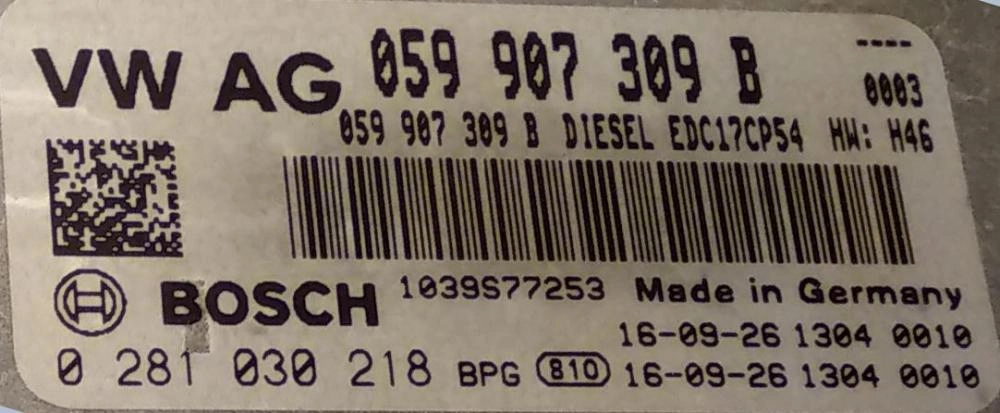 VW AG 059 907 309 B ----
0003
059 907 309 B DIESEL EDC17CP54 HW: H46
BOSCH 1039S77253 Made in Germany
16-09-26 1304 0010
0 281 030 218 BPG 810 16-09-26 1304 0010